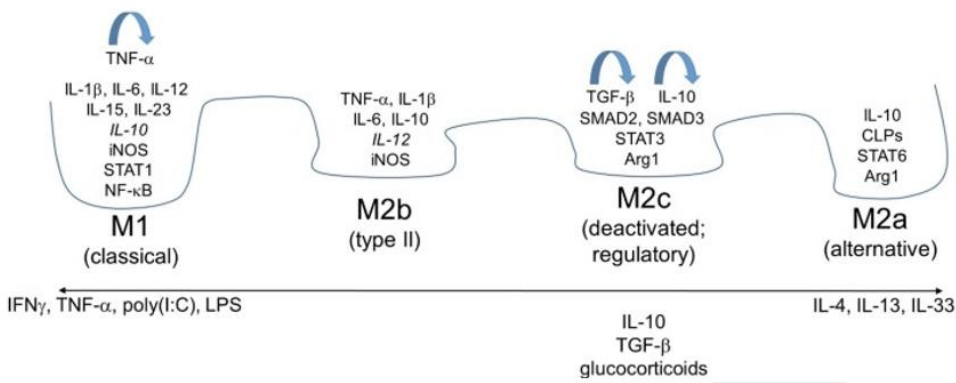 TNF-α
IL-1β, IL-6, IL-12
IL-15, IL-23
IL-10
iNOS
STAT1
NF-κB
M1
(classical)
TNF-α, IL-1β
IL-6, IL-10
IL-12
iNOS
M2b
(type II)
TGF-β IL-10
SMAD2, SMAD3
STAT3
Arg1
M2c
(deactivated;
regulatory)
IL-10
CLPs
STAT6
Arg1
M2a
(alternative)
IFNγ, TNF-α, poly(I:C), LPS
IL-4, IL-13, IL-33
IL-10
TGF-β
glucocorticoids